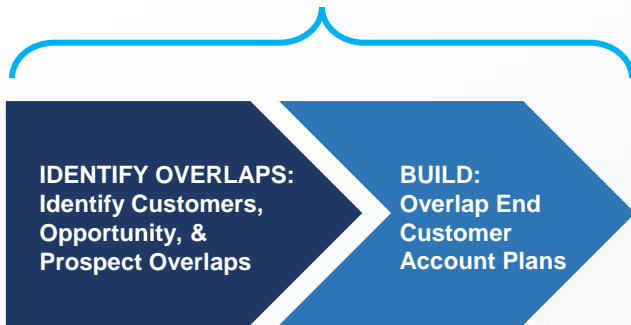 IDENTIFY OVERLAPS:
Identify Customers,
Opportunity, &
Prospect Overlaps
BUILD:
Overlap End
Customer
Account Plans